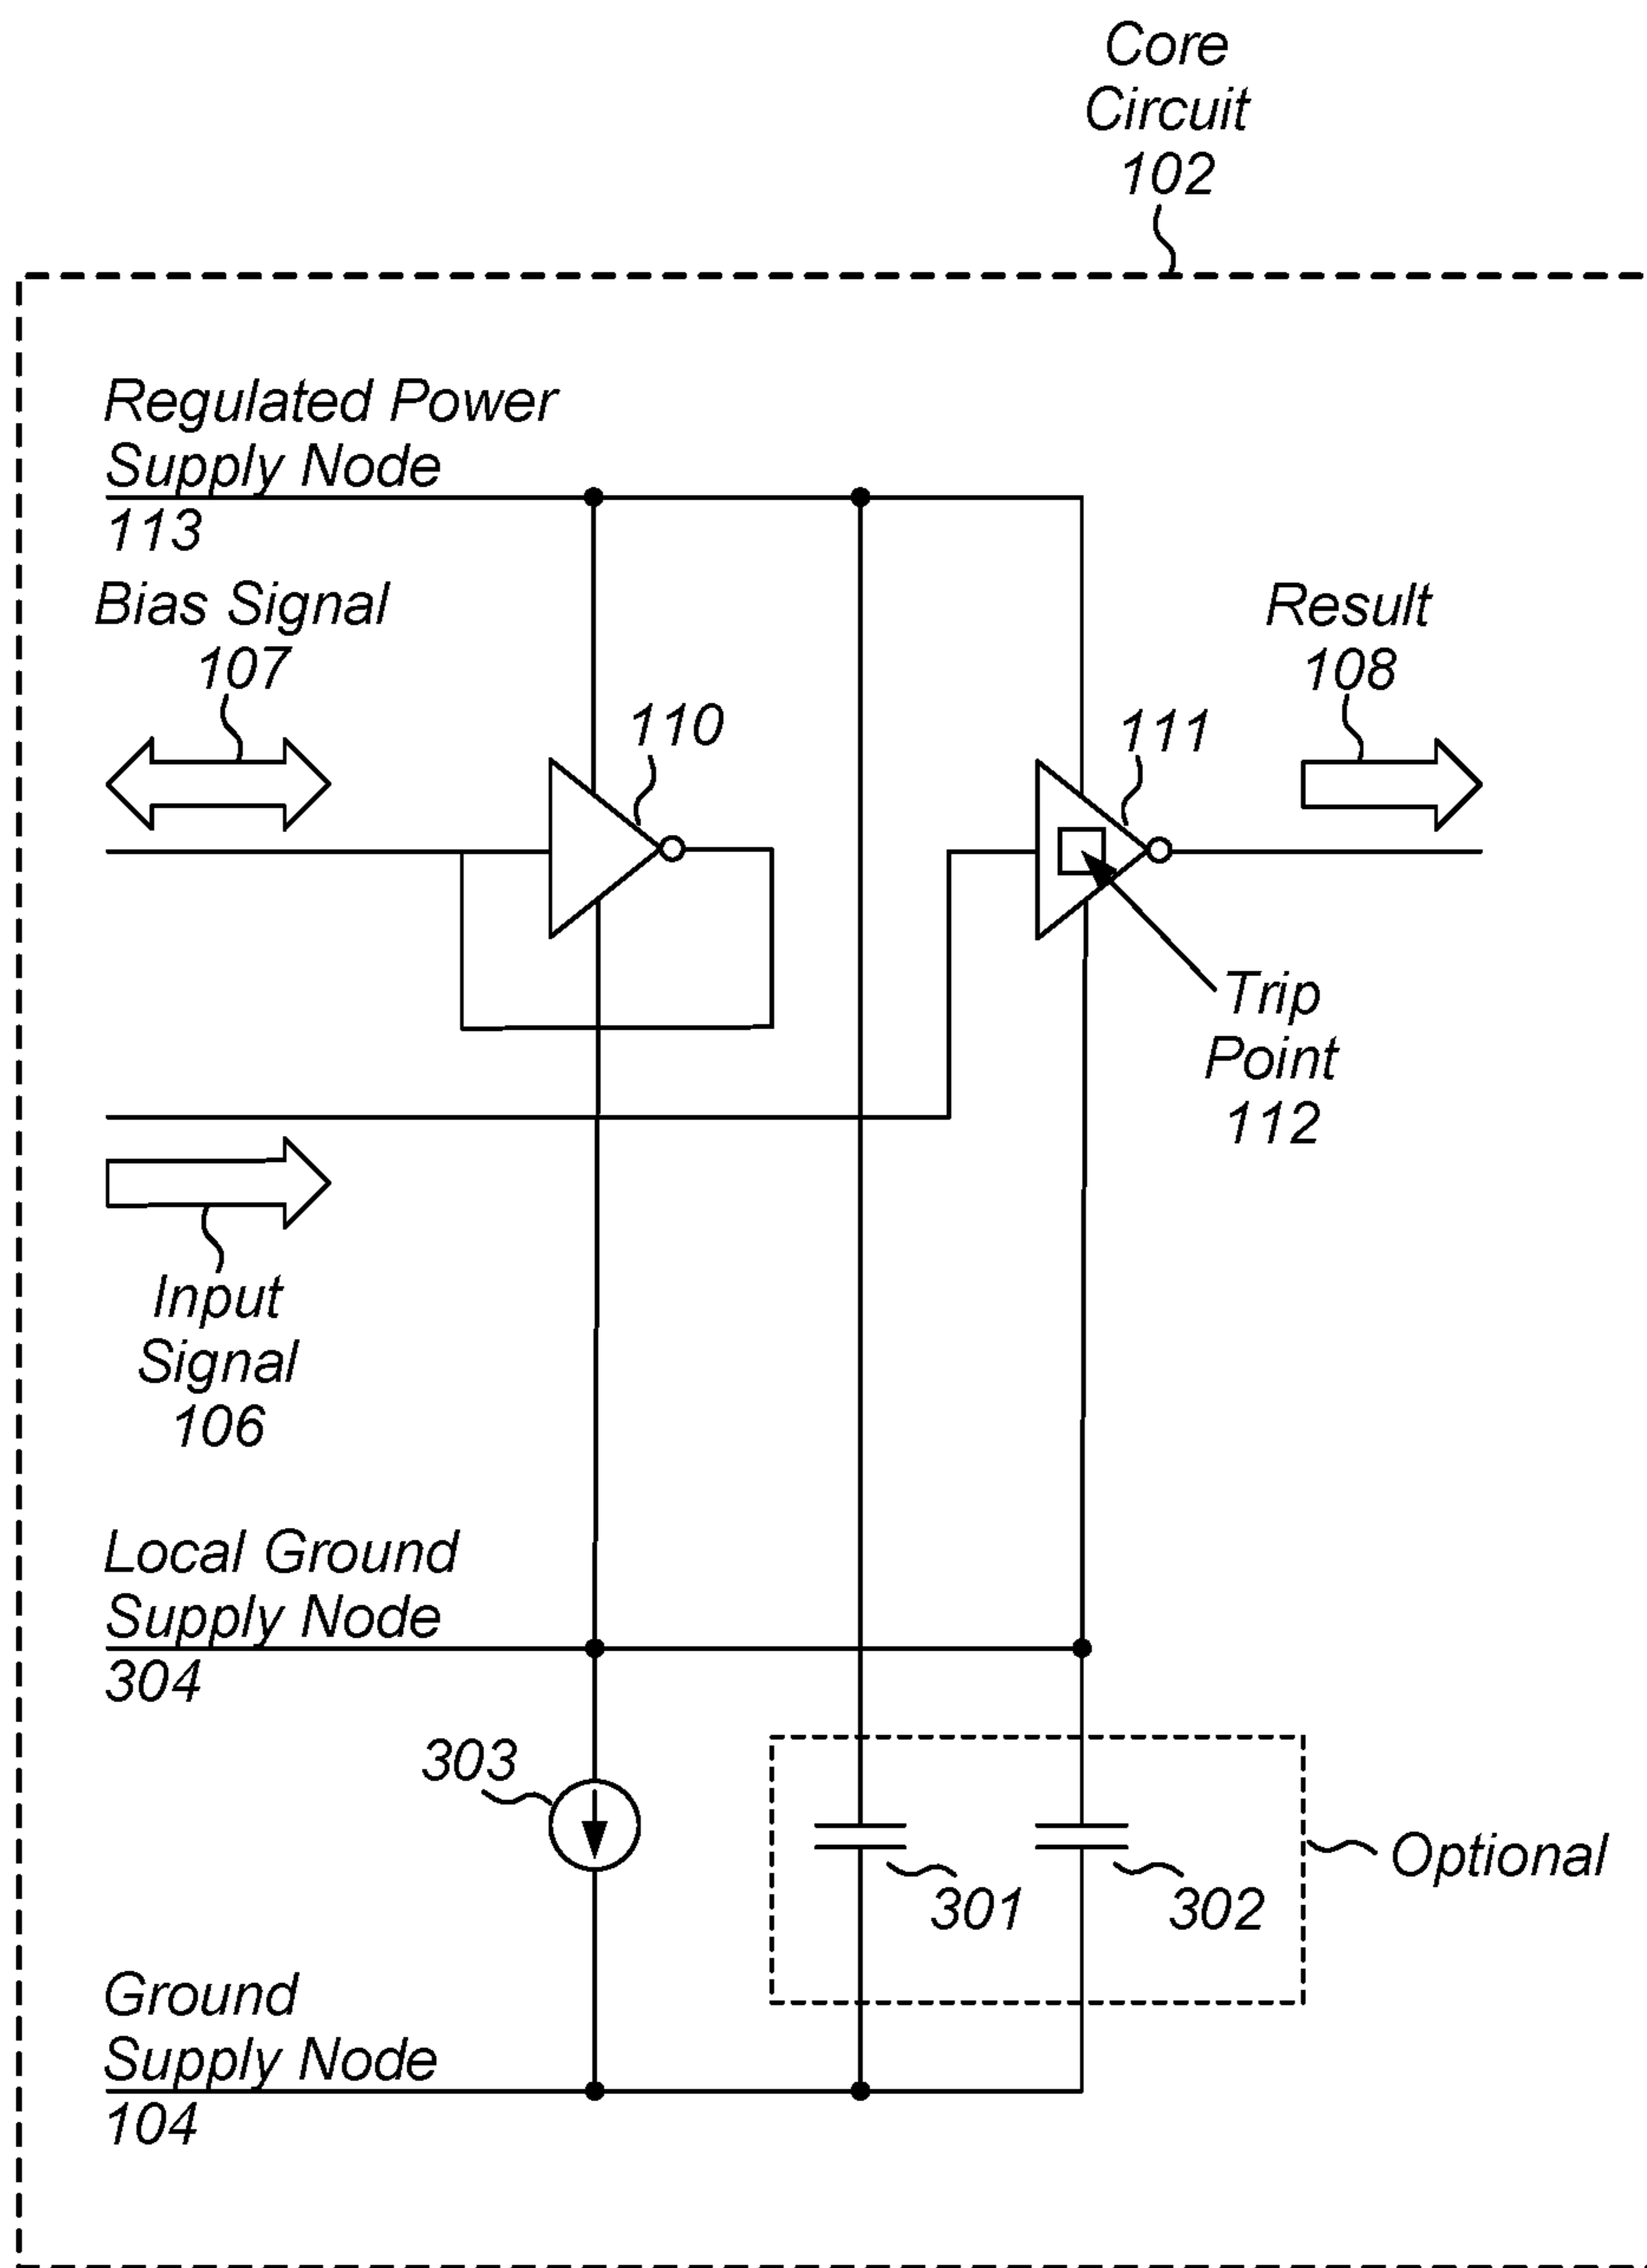 Core
Circuit
102
Regulated Power
Supply Node
113
Bias Signal
107
Result
108
110
111
Trip
Point
112
Input
Signal
106
Local Ground
Supply Node
304
303
301
302
Optional
Ground
Supply Node
104